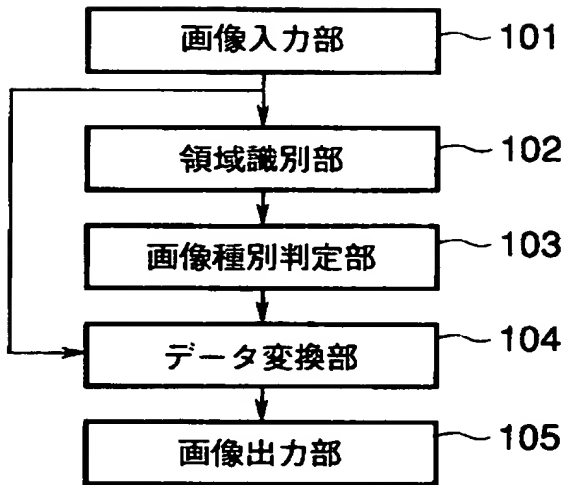 画像入力部 101
領域識別部 102
画像種別判定部 103
データ変換部 104
画像出力部 105